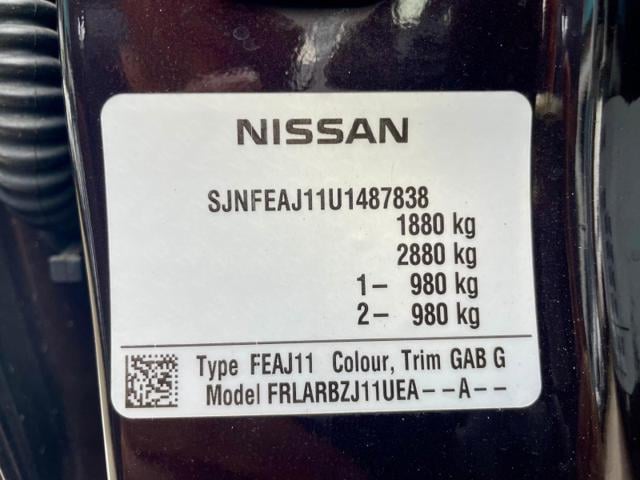 NISSAN
SJNFEAJ11U1487838
1880 kg
2880 kg
1– 980 kg
2– 980 kg
Type FEAJ11 Colour, Trim GAB G
Model FRLARBZJ11UEA––A––